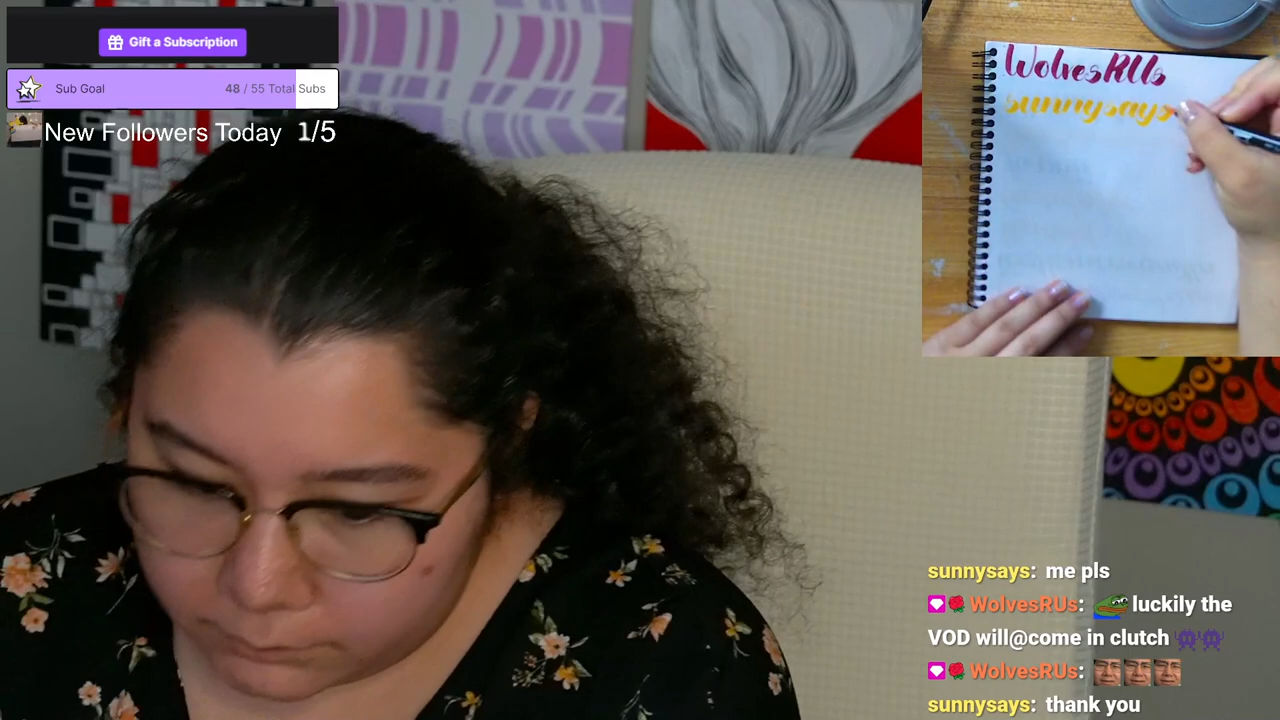 Gift a Subscription
Sub Goal
48 / 55 Total Subs
New Followers Today 1/5
WolvesRUs
sunnysays
sunnysays: me pls
WolvesRUs: luckily the
VOD will@come in clutch
WolvesRUs:
sunnysays: thank you